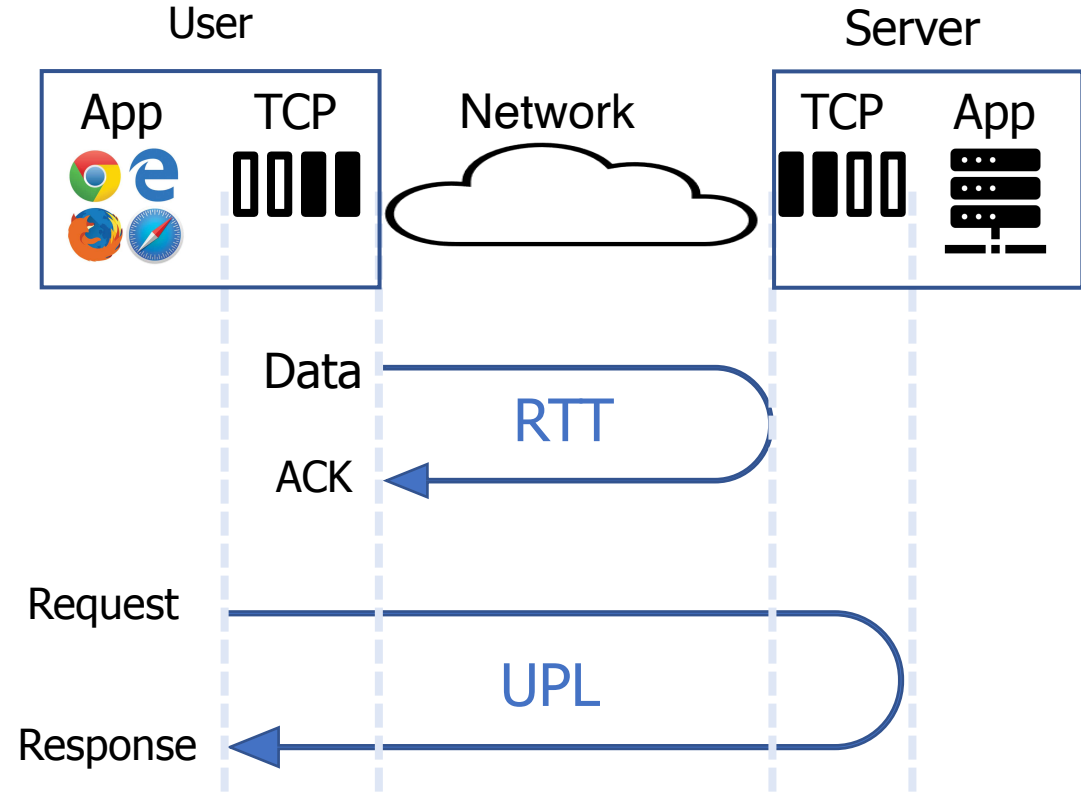 User
Server
App
TCP
Network
TCP
App
Data
RTT
ACK
Request
UPL
Response